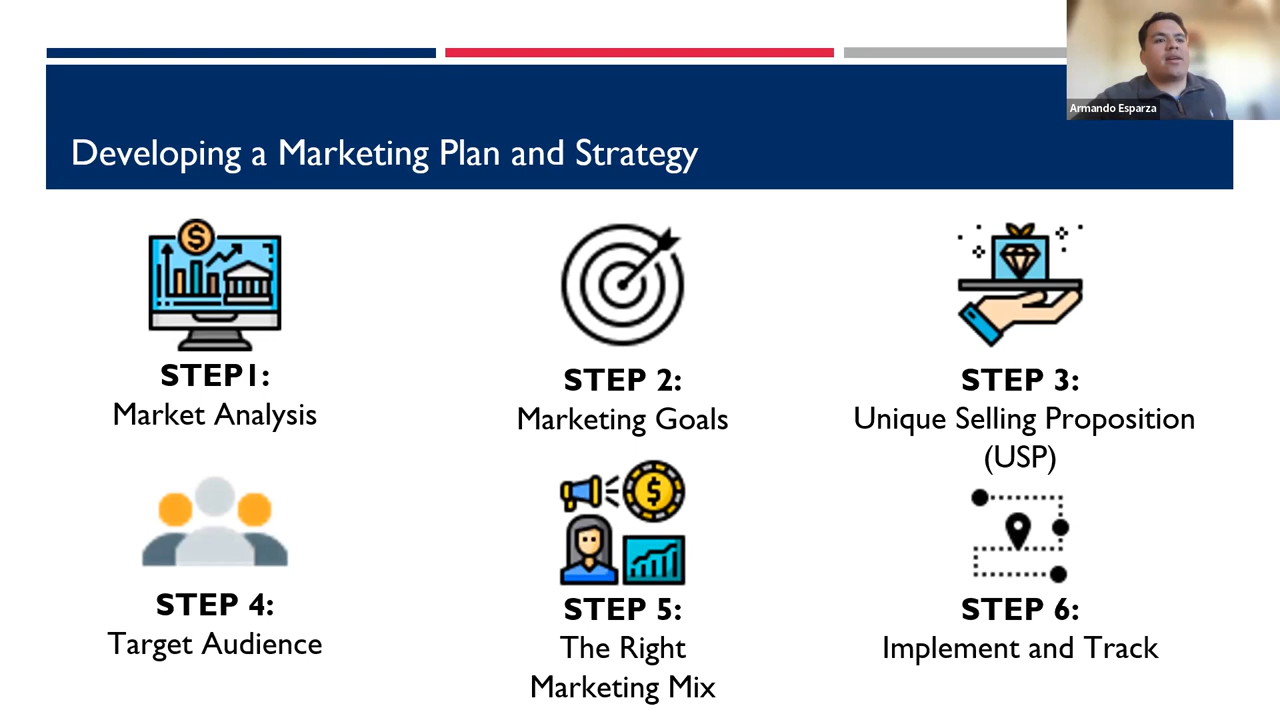 Armando Esparza
Developing a Marketing Plan and Strategy
STEP1:
Market Analysis
STEP 2:
Marketing Goals
STEP 3:
Unique Selling Proposition
(USP)
STEP 4:
Target Audience
STEP 5:
The Right
Marketing Mix
STEP 6:
Implement and Track